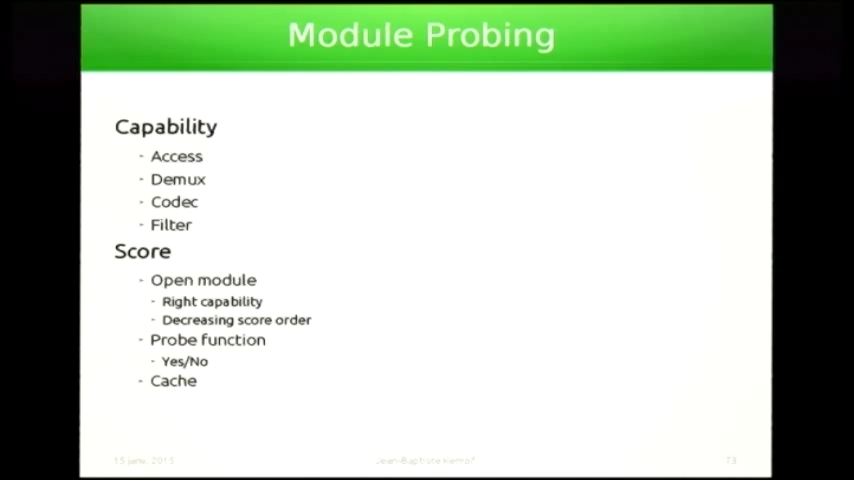 Module Probing
Capability
- Access
- Demux
- Codec
- Filter
Score
- Open module
- Right capability
- Decreasing score order
- Probe function
- Yes/No
- Cache
15 janv. 2015
Jean-Baptiste Kempf
73